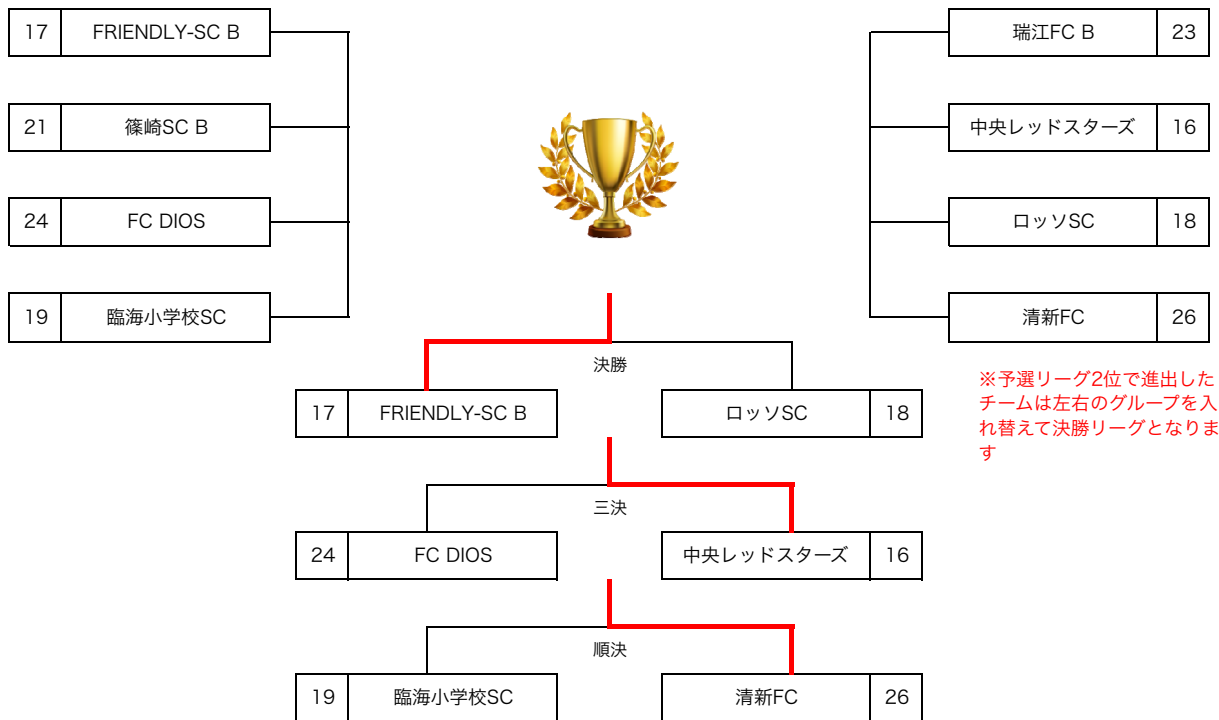 17 FRIENDLY-SC B
瑞江FC B 23
21 篠崎SC B
中央レッドスターズ 16
24 FC DIOS
ロッソSC 18
19 臨海小学校SC
清新FC 26
決勝
17 FRIENDLY-SC B
ロッソSC 18
※予選リーグ2位で進出した
チームは左右のグループを入
れ替えて決勝リーグとなりま
す
三決
24 FC DIOS
中央レッドスターズ 16
順決
19 臨海小学校SC
清新FC 26